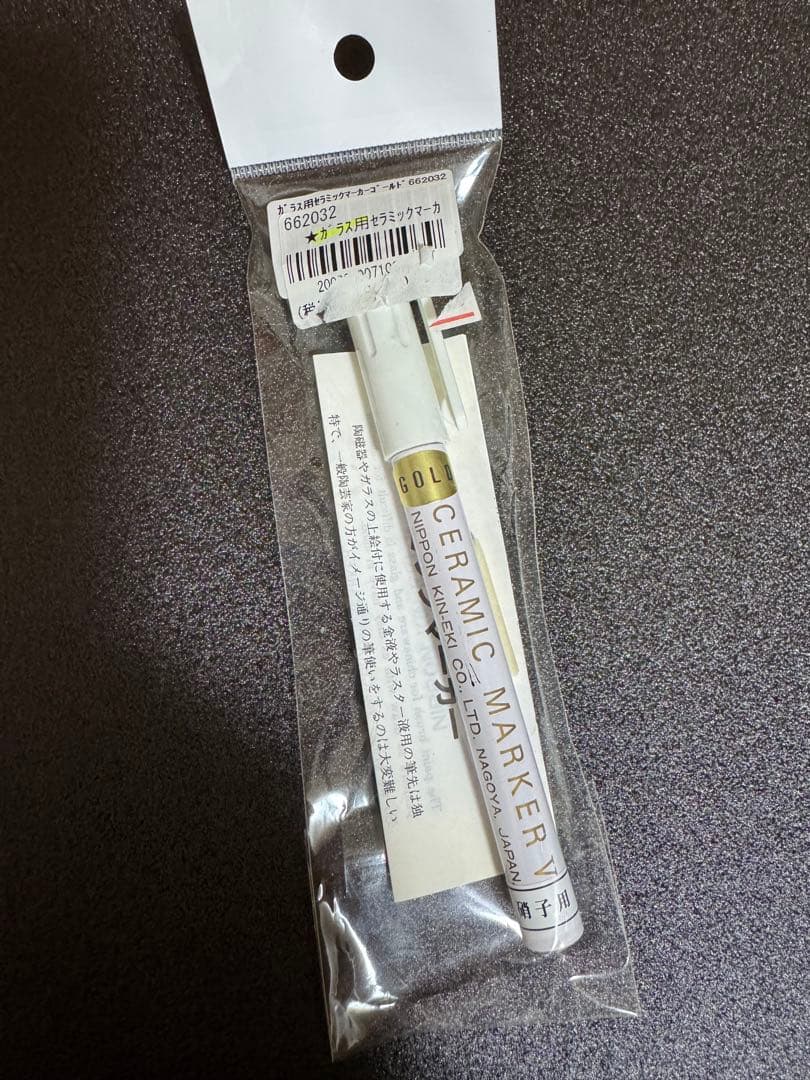 ガラス用セラミックマーカーゴールド 662032
662032
★ガラス用セラミックマーカ
(税
GOLD
CERAMIC MARKER V
NIPPON KIN-EKI CO., LTD. NAGOYA, JAPAN
硝子用
陶磁器やガラスの上絵付に使用する金液やラスター液用の筆先は独
特で、一般陶芸家の方がイメージ通りの筆使いをするのは大変難しい
マーカー